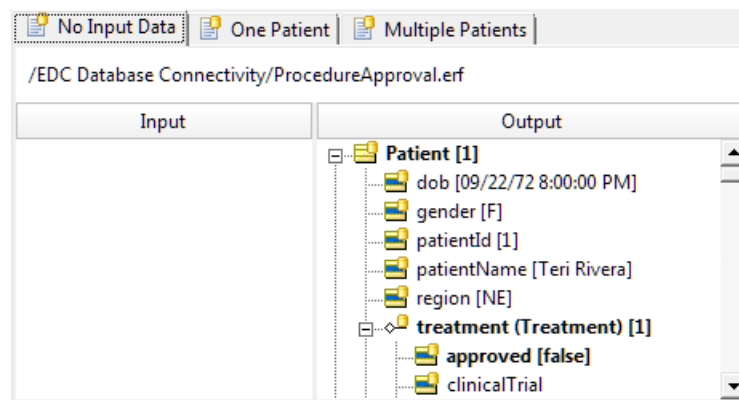 No Input Data One Patient Multiple Patients
/EDC Database Connectivity/ProcedureApproval.erf
Input Output
Patient [1]
dob [09/22/72 8:00:00 PM]
gender [F]
patientId [1]
patientName [Teri Rivera]
region [NE]
treatment (Treatment) [1]
approved [false]
clinicalTrial